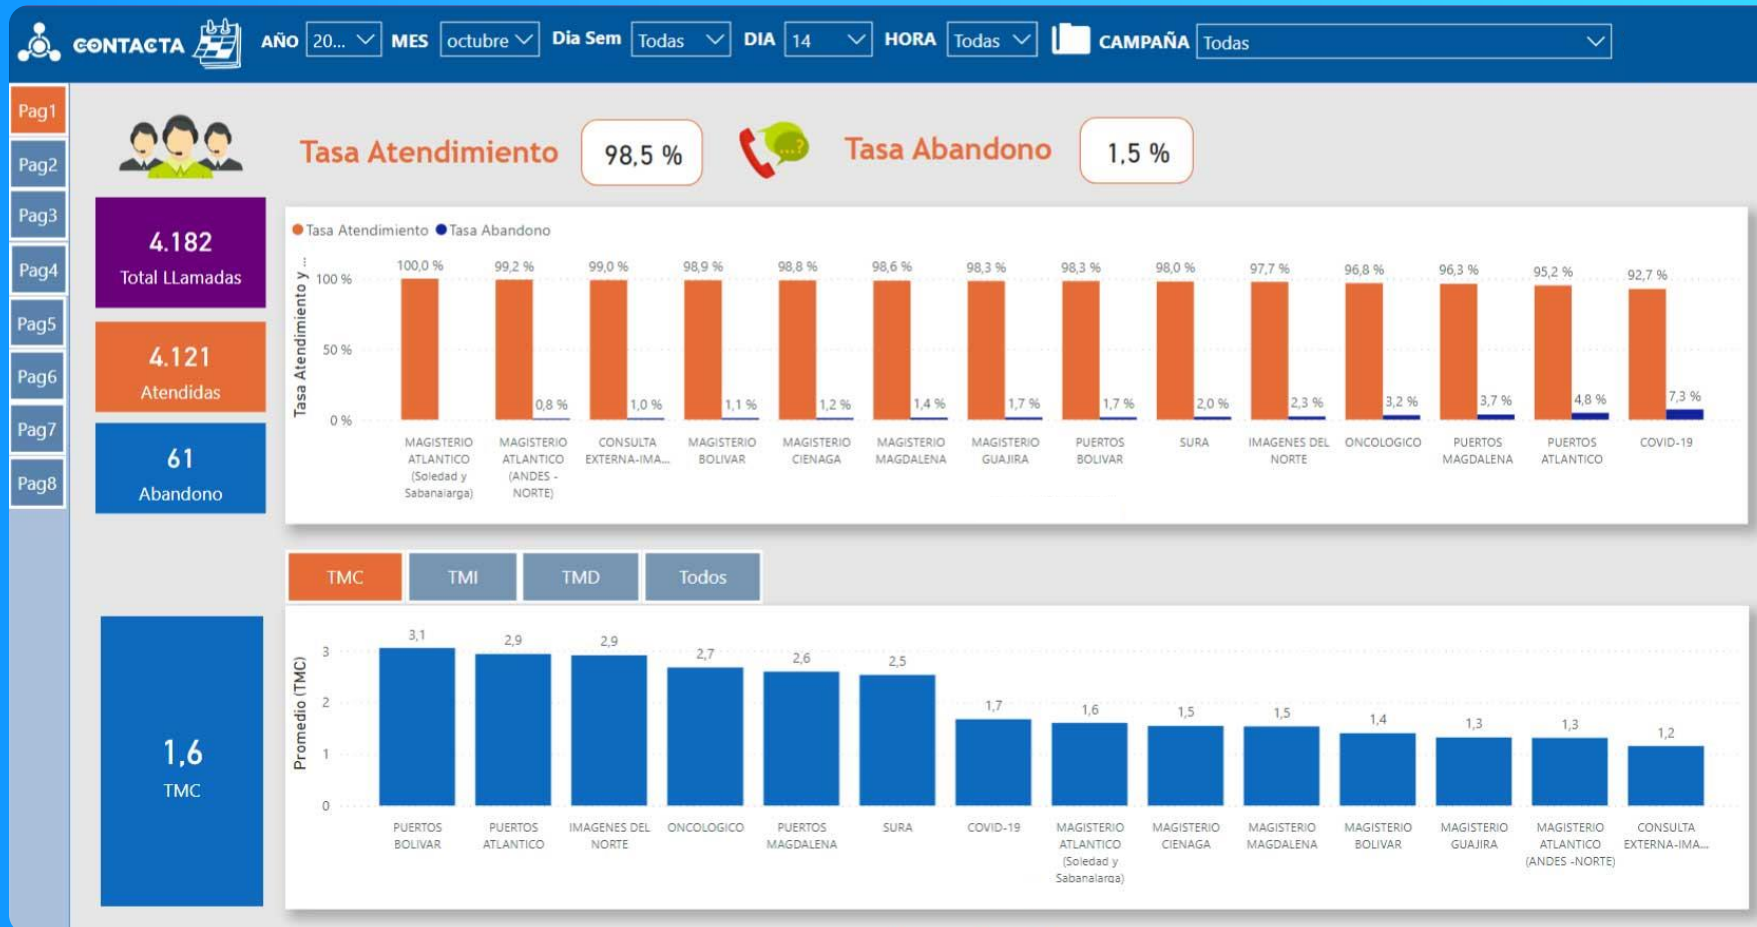 CONTACTA AÑO 20... MES octubre Dia Sem Todas DIA 14 HORA Todas CAMPAÑA Todas
Pag1
Pag2
Pag3
Pag4
Pag5
Pag6
Pag7
Pag8
Tasa Atendimiento 98,5 % ...? Tasa Abandono 1,5 %
4.182
Total LLamadas
4.121
Atendidas
61
Abandono
Tasa Atendimiento Tasa Abandono
Tasa Atendimiento y ...
100 %
50 %
0 %
100,0 % 99,2 % 99,0 % 98,9 % 98,8 % 98,6 % 98,3 % 98,3 % 98,0 % 97,7 % 96,8 % 96,3 % 95,2 % 92,7 %
0,8 % 1,0 % 1,1 % 1,2 % 1,4 % 1,7 % 1,7 % 2,0 % 2,3 % 3,2 % 3,7 % 4,8 % 7,3 %
MAGISTERIO
ATLANTICO
(Soledad y
Sabanalarga)
MAGISTERIO
ATLANTICO
(ANDES -
NORTE)
CONSULTA
EXTERNA-IMA...
MAGISTERIO
BOLIVAR
MAGISTERIO
CIENAGA
MAGISTERIO
MAGDALENA
MAGISTERIO
GUAJIRA
PUERTOS
BOLIVAR
SURA
IMAGENES DEL
NORTE
ONCOLOGICO
PUERTOS
MAGDALENA
PUERTOS
ATLANTICO
COVID-19
TMC TMI TMD Todos
1,6
TMC
Promedio (TMC)
3
2
1
0
3,1 2,9 2,9 2,7 2,6 2,5 1,7 1,6 1,5 1,5 1,4 1,3 1,3 1,2
PUERTOS
BOLIVAR
PUERTOS
ATLANTICO
IMAGENES DEL
NORTE
ONCOLOGICO
PUERTOS
MAGDALENA
SURA
COVID-19
MAGISTERIO
ATLANTICO
(Soledad y
Sabanalarga)
MAGISTERIO
CIENAGA
MAGISTERIO
MAGDALENA
MAGISTERIO
BOLIVAR
MAGISTERIO
GUAJIRA
MAGISTERIO
ATLANTICO
(ANDES -NORTE)
CONSULTA
EXTERNA-IMA...